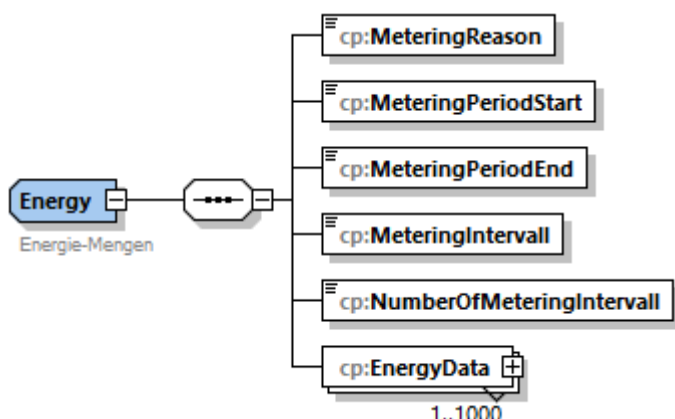 cp:MeteringReason
cp:MeteringPeriodStart
cp:MeteringPeriodEnd
Energy
Energie-Mengen
cp:MeteringIntervall
cp:NumberOfMeteringIntervall
cp:EnergyData
1..1000